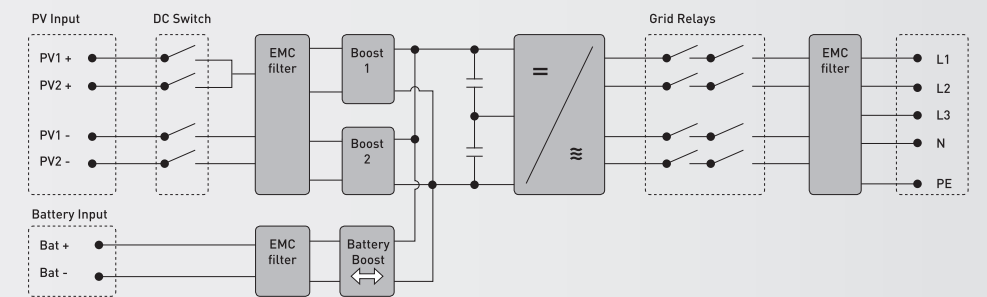 PV Input
DC Switch
Grid Relays
PV1 +
PV2 +
PV1 -
PV2 -
EMC
filter
Boost
1
Boost
2
=
≋
EMC
filter
L1
L2
L3
N
PE
Battery Input
Bat +
Bat -
EMC
filter
Battery
Boost